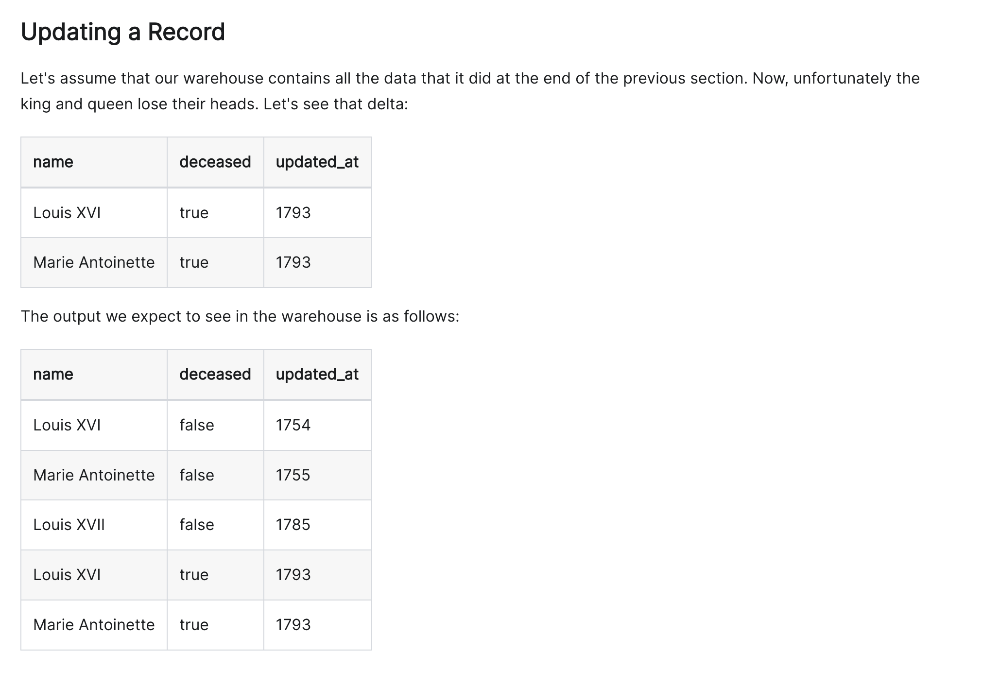 Updating a Record
Let's assume that our warehouse contains all the data that it did at the end of the previous section. Now, unfortunately the
king and queen lose their heads. Let's see that delta:
name deceased updated_at
Louis XVI true 1793
Marie Antoinette true 1793
The output we expect to see in the warehouse is as follows:
name deceased updated_at
Louis XVI false 1754
Marie Antoinette false 1755
Louis XVII false 1785
Louis XVI true 1793
Marie Antoinette true 1793